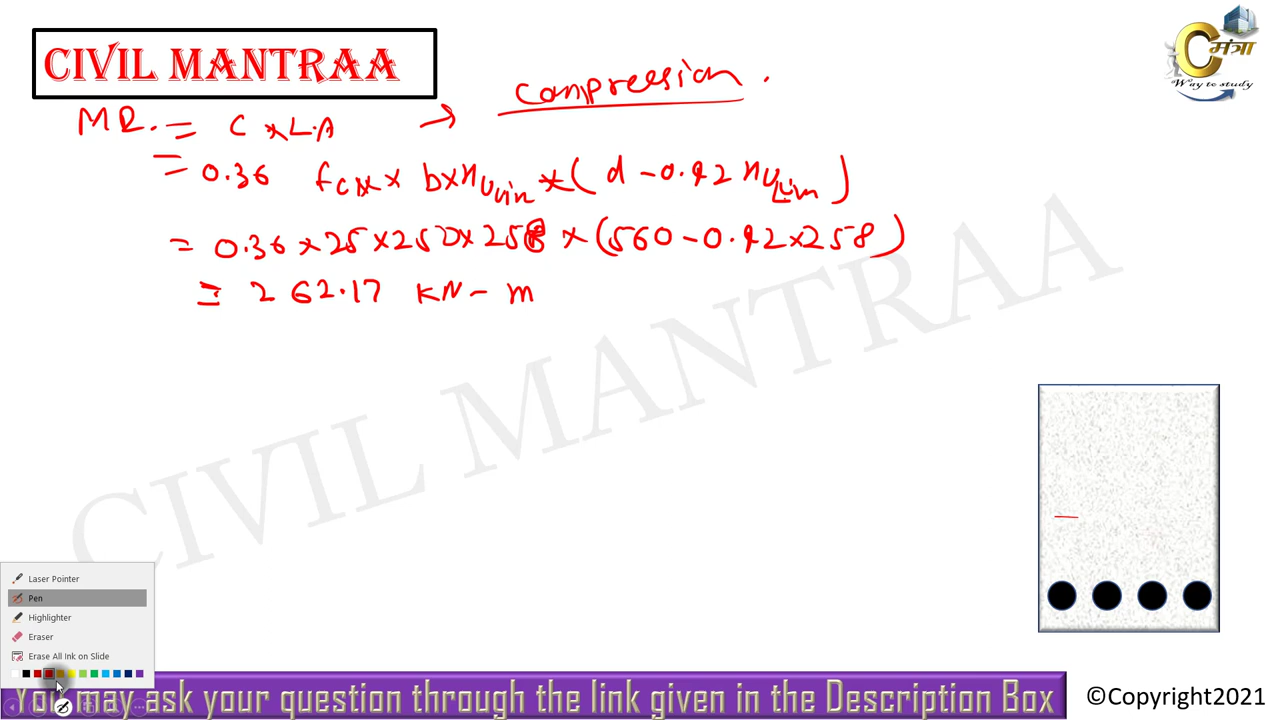 CIVIL MANTRAA
C मंत्रा
Way to study
compression.
M R. = C x L.A →
= 0.36 fck x b x xulim x (d - 0.42 xulim)
= 0.36 x 25 x 250 x 258 x (560 - 0.42 x 258)
= 262.17 KN - m
CIVIL MANTRAA
Laser Pointer
Pen
Highlighter
Eraser
Erase All Ink on Slide
You may ask your question through the link given in the Description Box
©Copyright2021